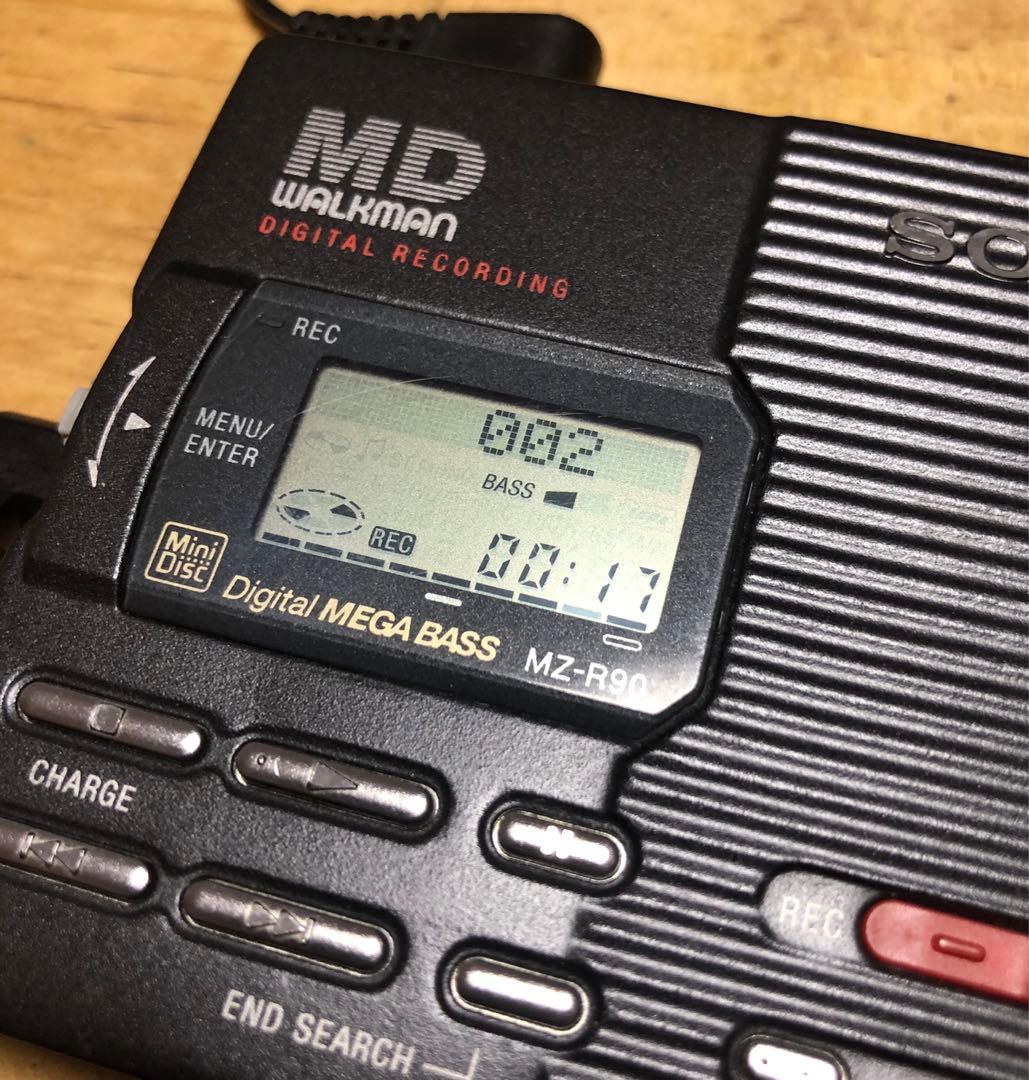 MD
WALKMAN
DIGITAL RECORDING
SO
REC
MENU/
ENTER
002
BASS
REC
00:17
Mini
Disc
Digital MEGA BASS
MZ-R90
CHARGE
REC
END SEARCH